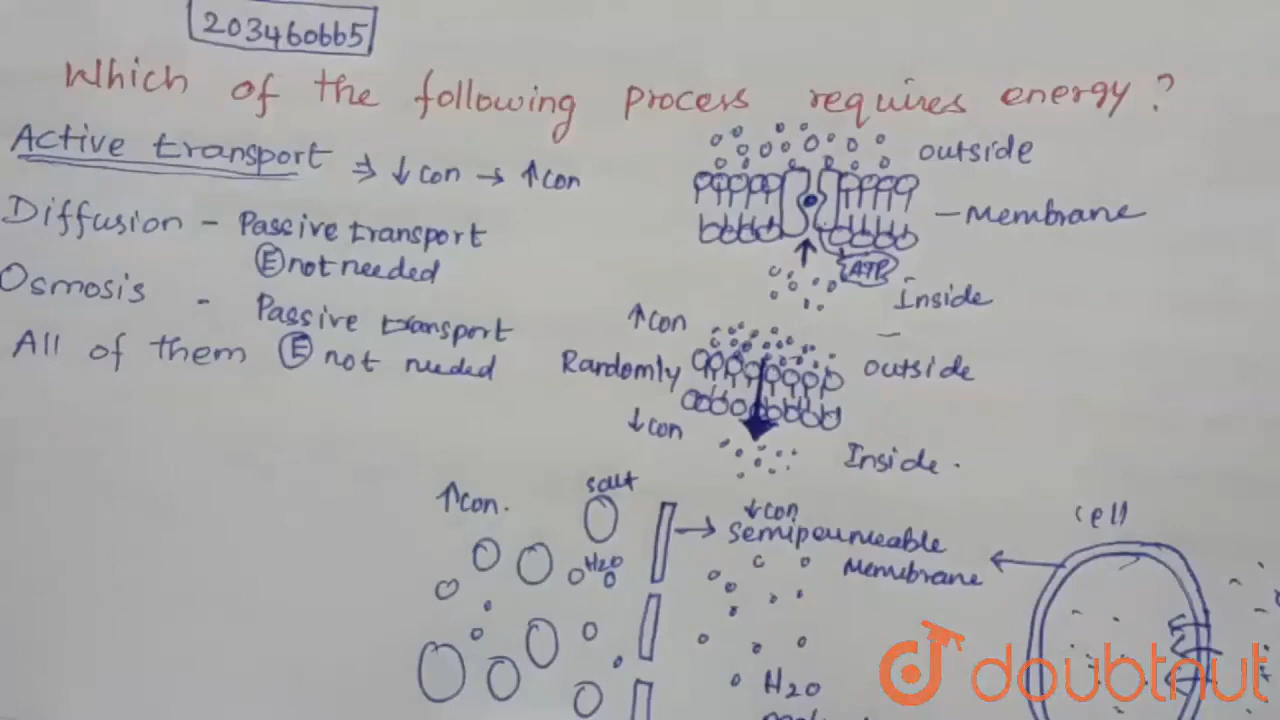 203460665
Which of the following process requires energy?
Active transport ⇒ ↓ con → ↑ con
Diffusion - Passive transport
E not needed
Osmosis - Passive transport
All of them E not needed
outside
- Membrane
ATP
Inside
↑ con
Randomly
outside
↓ con
Inside.
↑ con.
salt
H2O
↓ con
→ semipermeable
Membrane
cell
H2O
doubtnut